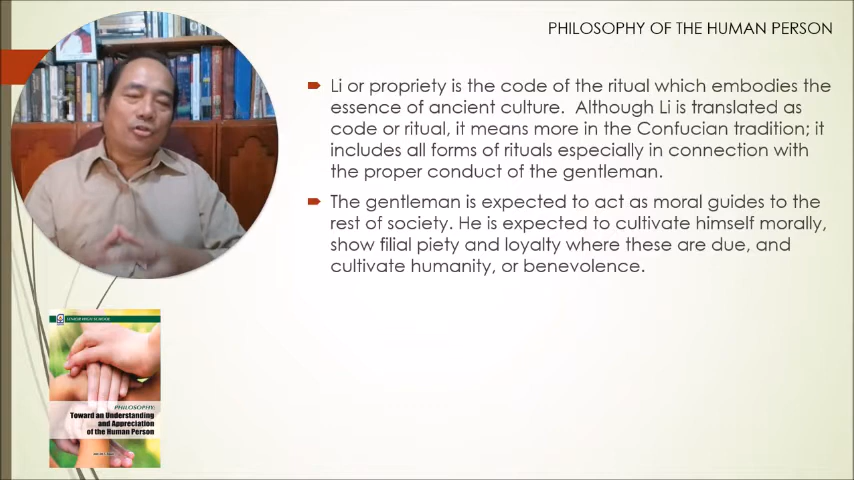 PHILOSOPHY OF THE HUMAN PERSON
Li or propriety is the code of the ritual which embodies the
essence of ancient culture.  Although Li is translated as
code or ritual, it means more in the Confucian tradition; it
includes all forms of rituals especially in connection with
the proper conduct of the gentleman.
The gentleman is expected to act as moral guides to the
rest of society. He is expected to cultivate himself morally,
show filial piety and loyalty where these are due, and
cultivate humanity, or benevolence.
PHILOSOPHY:
Toward an Understanding
and Appreciation
of the Human Person